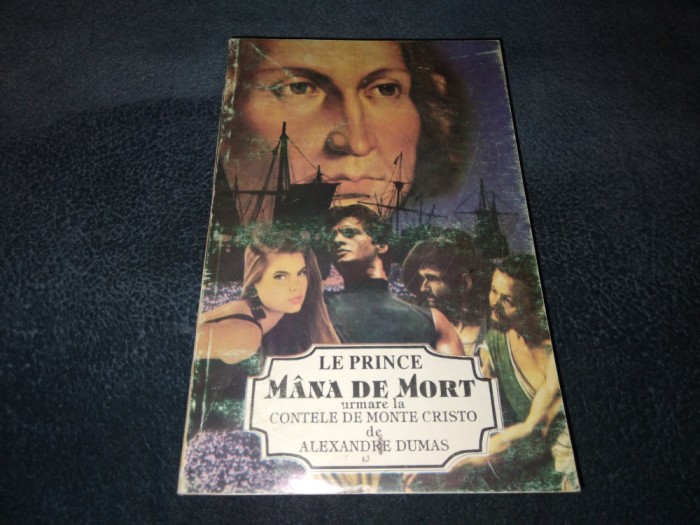 LE PRINCE
MÂNA DE MORT
urmare la
CONTELE DE MONTE CRISTO
de
ALEXANDRE DUMAS